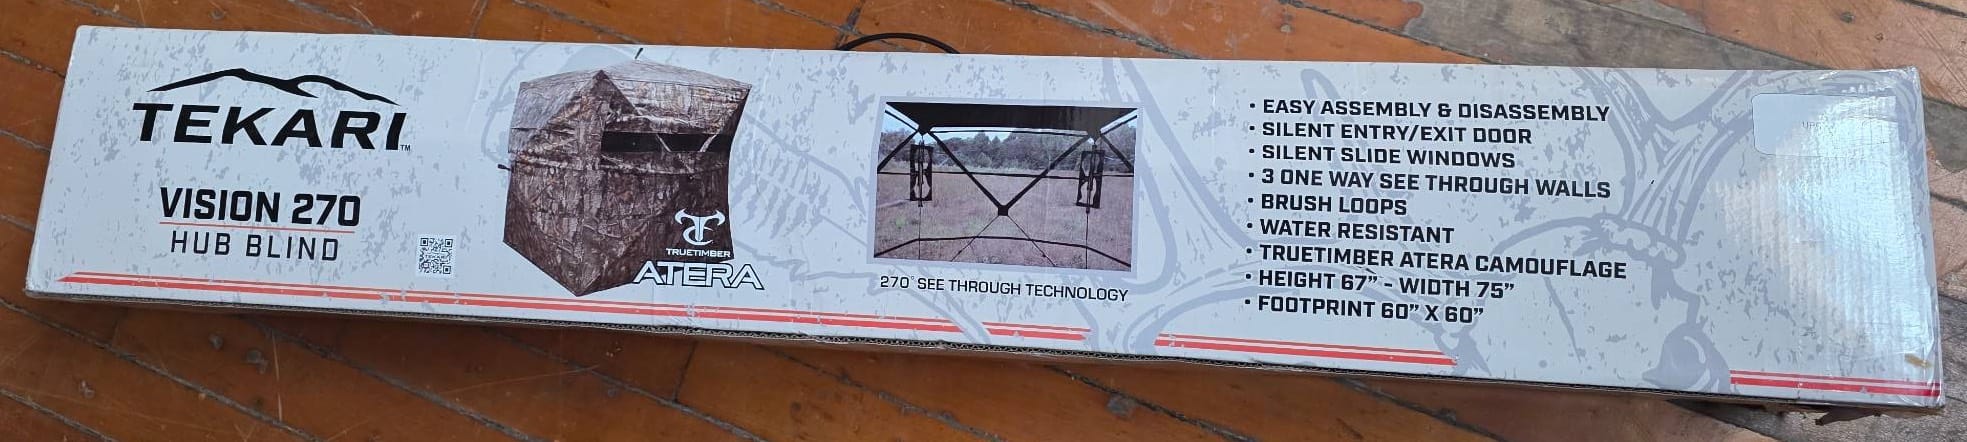 TEKARI™
VISION 270
HUB BLIND
TRUETIMBER
ATERA
270° SEE THROUGH TECHNOLOGY
• EASY ASSEMBLY & DISASSEMBLY
• SILENT ENTRY/EXIT DOOR
• SILENT SLIDE WINDOWS
• 3 ONE WAY SEE THROUGH WALLS
• BRUSH LOOPS
• WATER RESISTANT
• TRUETIMBER ATERA CAMOUFLAGE
• HEIGHT 67” - WIDTH 75”
• FOOTPRINT 60” X 60”